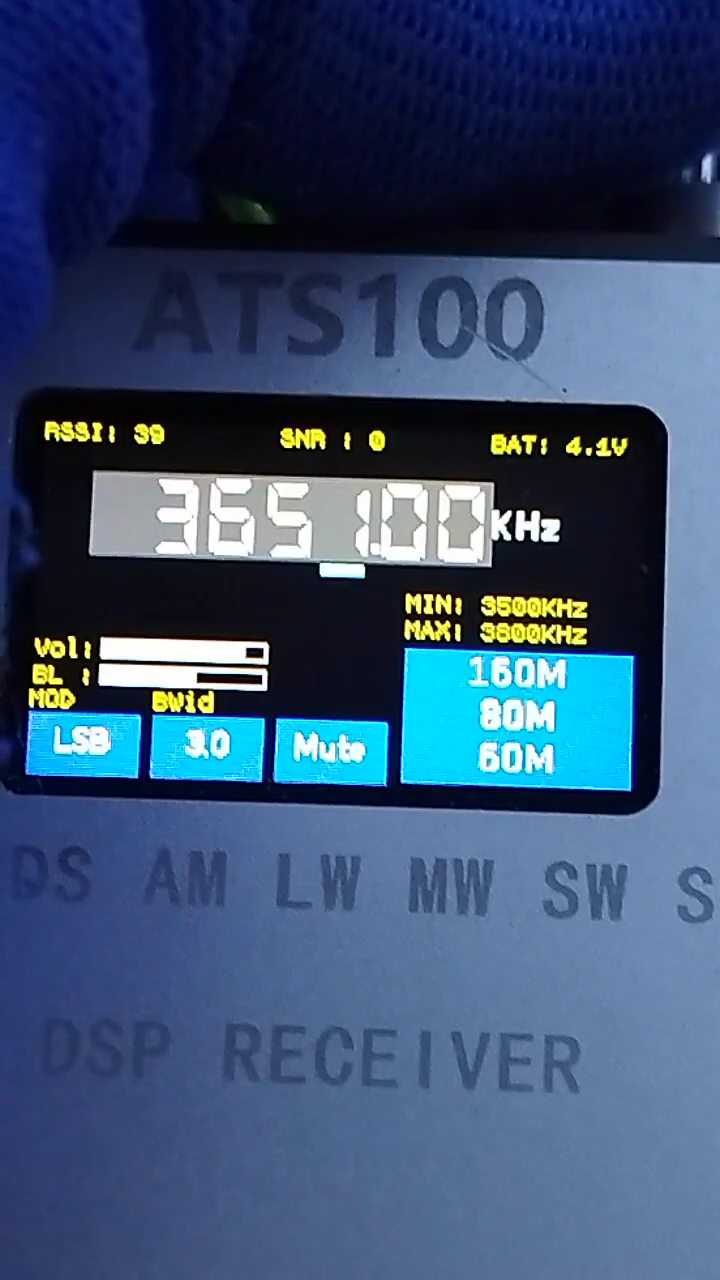 ATS100
RSSI: 39 SNR : 0 BAT: 4.1V
3651.00 KHz
MIN: 3500KHz
MAX: 3800KHz
Vol:
BL :
MOD BWid
LSB 3.0 Mute
160M
80M
60M
DS AM LW MW SW S
DSP RECEIVER